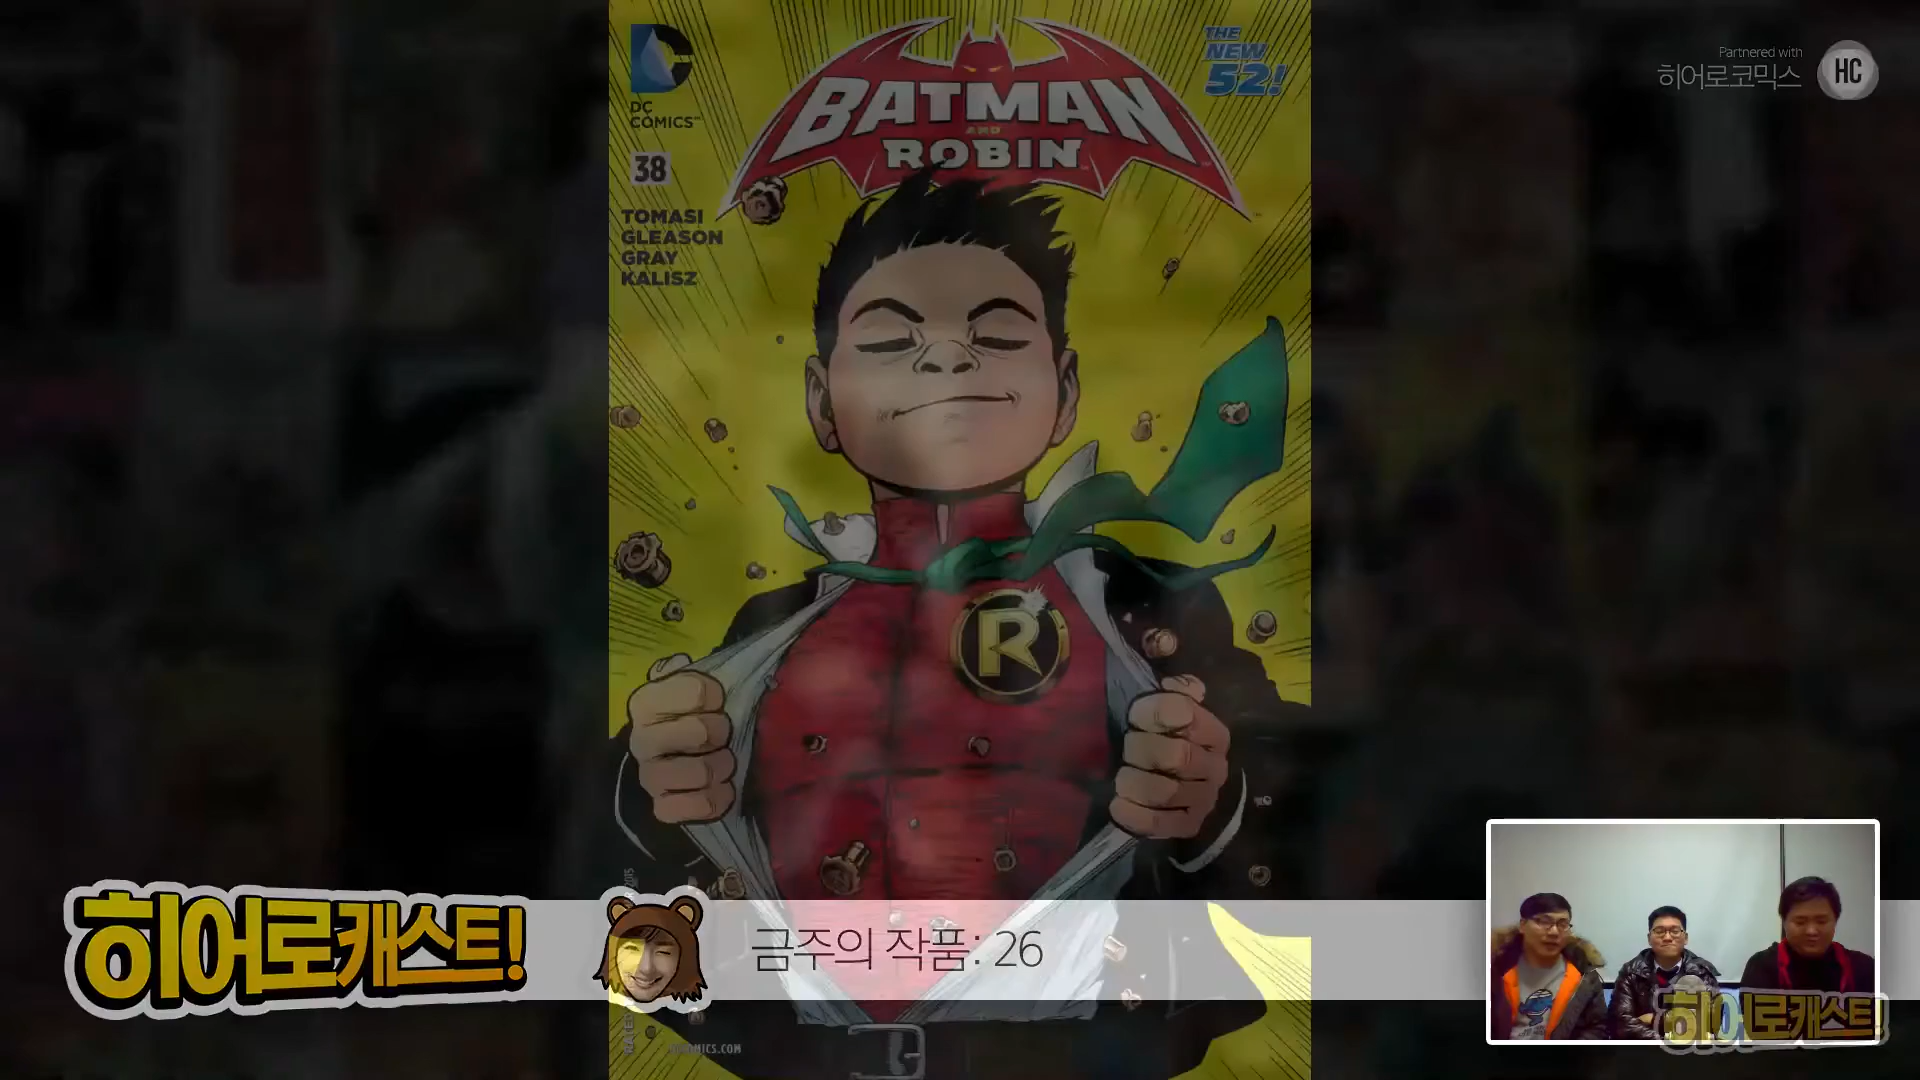 DC
DC
COMICS™
38
TOMASI
GLEASON
GRAY
KALISZ
BATMAN
AND
ROBIN
THE
NEW
52!
Partnered with
히어로코믹스
HC
R
히어로캐스트!
금주의 작품: 26
히어로캐스트!